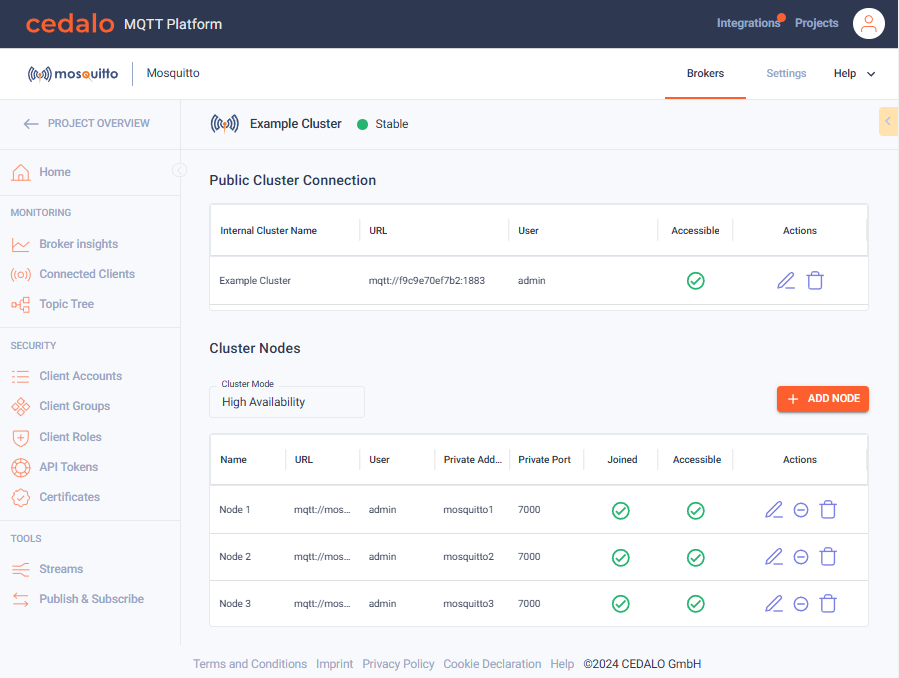 cedalo MQTT Platform Integrations Projects
mosquitto Mosquitto Brokers Settings Help
PROJECT OVERVIEW
Example Cluster Stable
Home
MONITORING
Broker insights
Connected Clients
Topic Tree
SECURITY
Client Accounts
Client Groups
Client Roles
API Tokens
Certificates
TOOLS
Streams
Publish & Subscribe
Public Cluster Connection
Internal Cluster Name URL User Accessible Actions
Example Cluster mqtt://f9c9e70ef7b2:1883 admin
Cluster Nodes
Cluster Mode
High Availability
ADD NODE
Name URL User Private Add... Private Port Joined Accessible Actions
Node 1 mqtt://mos... admin mosquitto1 7000
Node 2 mqtt://mos... admin mosquitto2 7000
Node 3 mqtt://mos... admin mosquitto3 7000
Terms and Conditions Imprint Privacy Policy Cookie Declaration Help ©2024 CEDALO GmbH